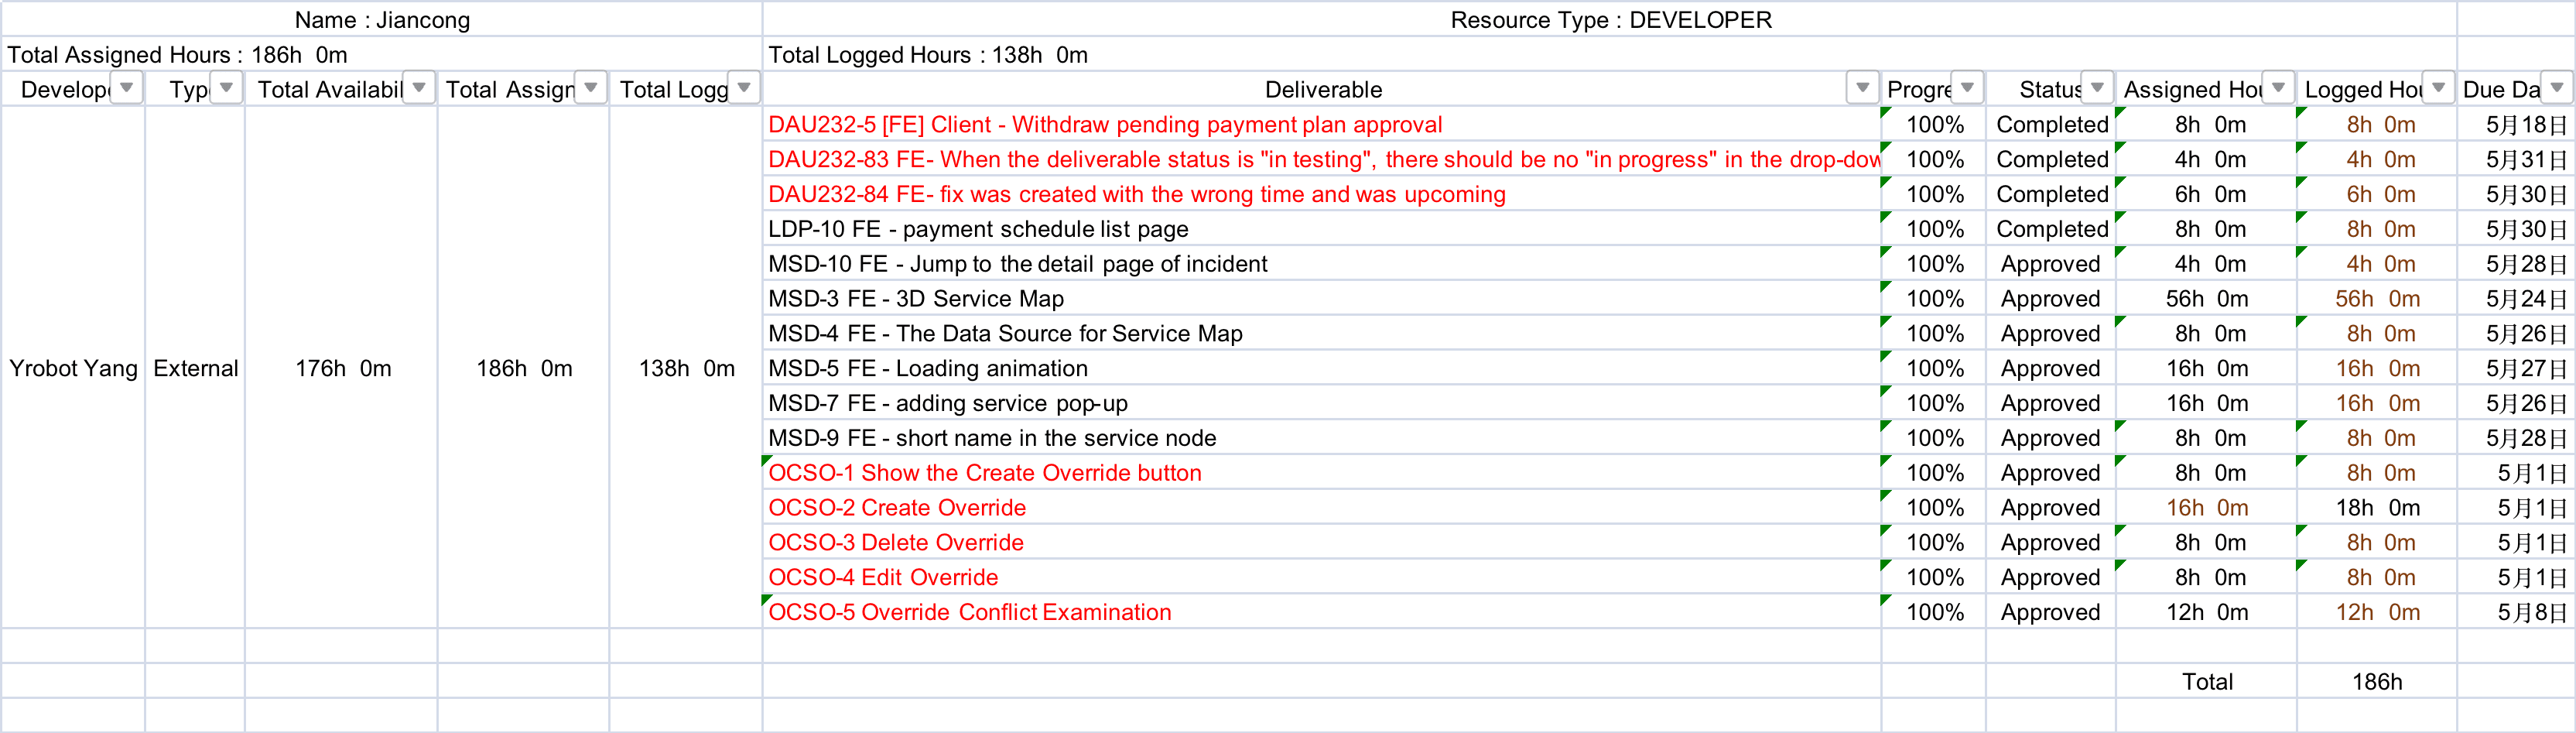 Name : Jiancong Resource Type : DEVELOPER
Total Assigned Hours : 186h 0m Total Logged Hours : 138h 0m
Develope Type Total Availabil Total Assign Total Logg Deliverable Progre Status Assigned Hou Logged Hou Due Da
DAU232-5 [FE] Client - Withdraw pending payment plan approval 100% Completed 8h 0m 8h 0m 5月18日
DAU232-83 FE- When the deliverable status is "in testing", there should be no "in progress" in the drop-dow 100% Completed 4h 0m 4h 0m 5月31日
DAU232-84 FE- fix was created with the wrong time and was upcoming 100% Completed 6h 0m 6h 0m 5月30日
LDP-10 FE - payment schedule list page 100% Completed 8h 0m 8h 0m 5月30日
MSD-10 FE - Jump to the detail page of incident 100% Approved 4h 0m 4h 0m 5月28日
MSD-3 FE - 3D Service Map 100% Approved 56h 0m 56h 0m 5月24日
MSD-4 FE - The Data Source for Service Map 100% Approved 8h 0m 8h 0m 5月26日
Yrobot Yang External 176h 0m 186h 0m 138h 0m MSD-5 FE - Loading animation 100% Approved 16h 0m 16h 0m 5月27日
MSD-7 FE - adding service pop-up 100% Approved 16h 0m 16h 0m 5月26日
MSD-9 FE - short name in the service node 100% Approved 8h 0m 8h 0m 5月28日
OCSO-1 Show the Create Override button 100% Approved 8h 0m 8h 0m 5月1日
OCSO-2 Create Override 100% Approved 16h 0m 18h 0m 5月1日
OCSO-3 Delete Override 100% Approved 8h 0m 8h 0m 5月1日
OCSO-4 Edit Override 100% Approved 8h 0m 8h 0m 5月1日
OCSO-5 Override Conflict Examination 100% Approved 12h 0m 12h 0m 5月8日
Total 186h